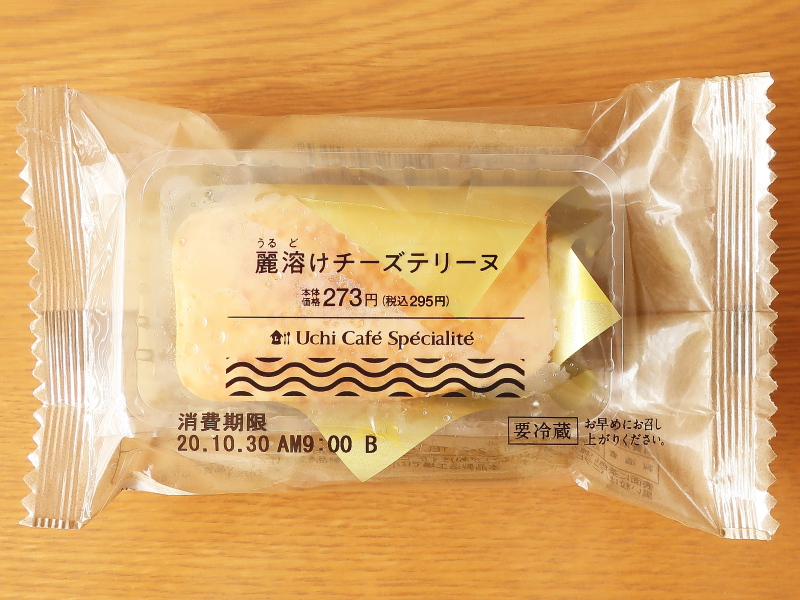 うるど
麗溶けチーズテリーヌ
本体価格 273円(税込295円)
Uchi Café Spécialité
消費期限
20.10.30 AM9:00 B
要冷蔵
お早めにお召し
上がりください。